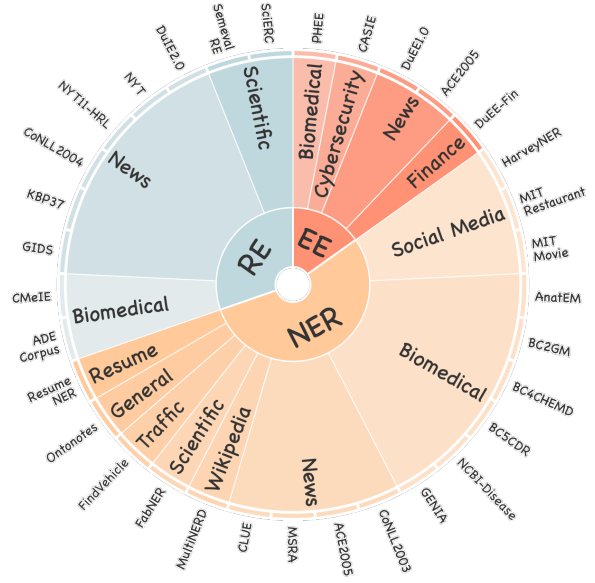 EE
Biomedical
Cybersecurity
News
Finance
PHEE
CASIE
DuEE1.0
ACE2005
DuEE-Fin
NER
Social Media
Biomedical
News
Wikipedia
Scientific
Traffic
General
Resume
HarveyNER
MIT
Restaurant
MIT
Movie
AnatEM
BC2GM
BC4CHEMD
BC5CDR
NCBI-Disease
GENIA
CoNLL2003
ACE2005
MSRA
CLUE
MultiNERD
FabNER
FindVehicle
Ontonotes
Resume
NER
RE
Biomedical
News
Scientific
ADE
Corpus
CMeIE
GIDS
KBP37
CoNLL2004
NYT11-HRL
NYT
DuIE2.0
Semeval
RE
SciERC